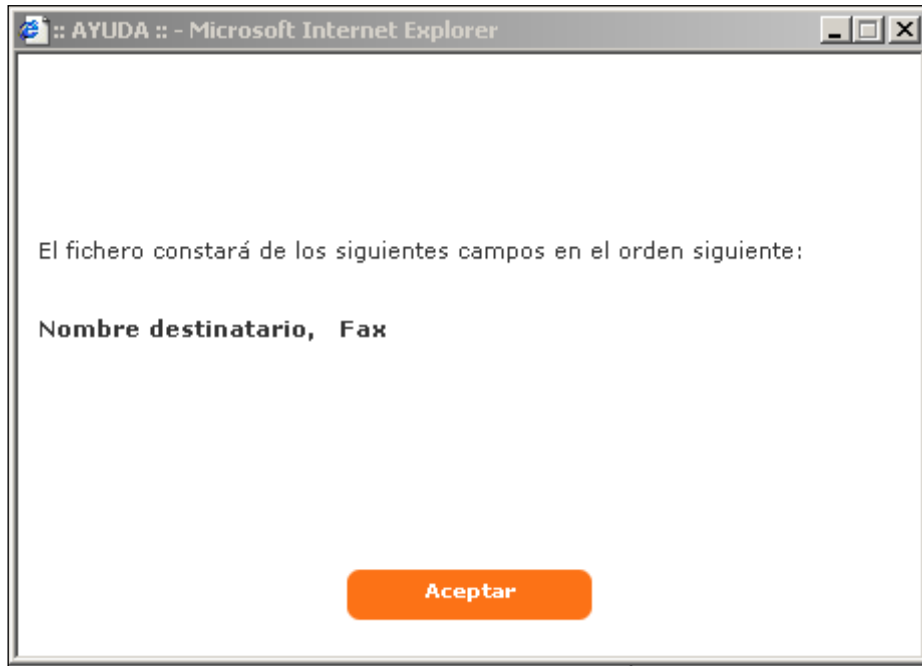 :: AYUDA :: - Microsoft Internet Explorer
El fichero constará de los siguientes campos en el orden siguiente:
Nombre destinatario, Fax
Aceptar